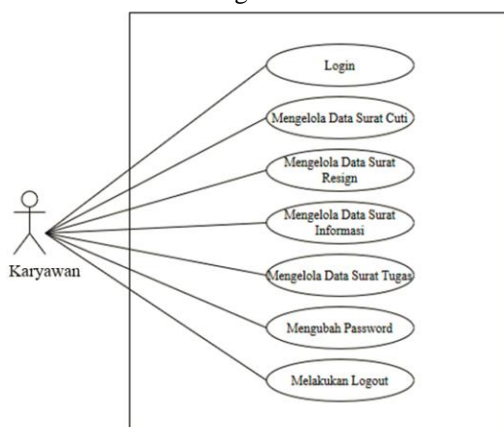 Login
Mengelola Data Surat Cuti
Mengelola Data Surat
Resign
Mengelola Data Surat
Informasi
Karyawan
Mengelola Data Surat Tugas
Mengubah Password
Melakukan Logout